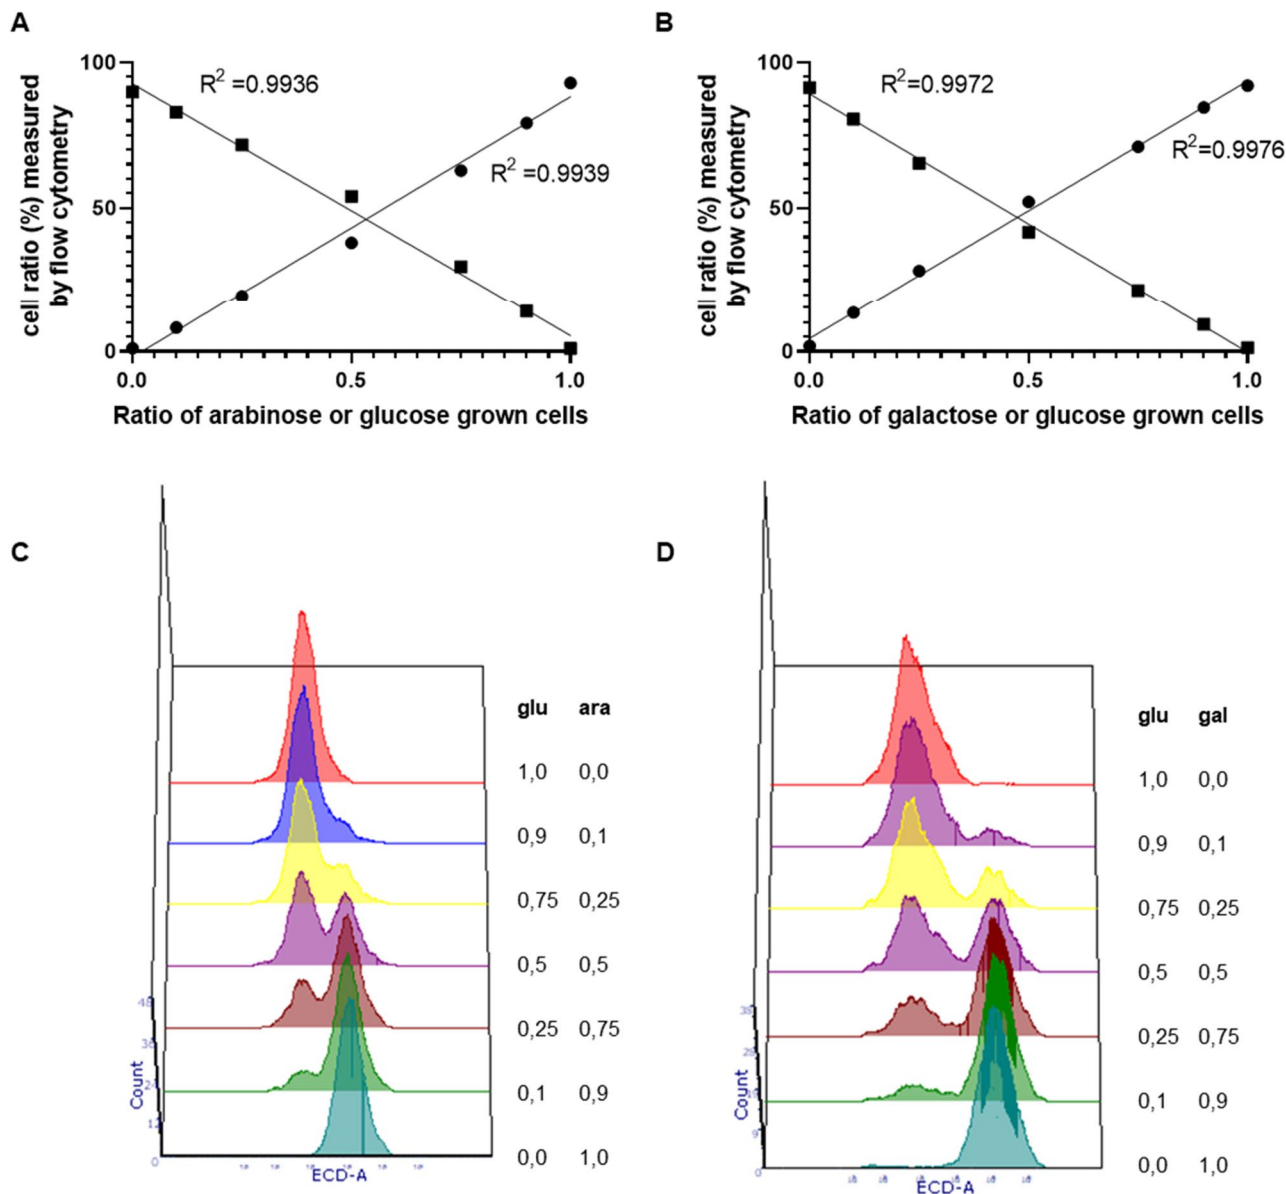 A
B
100
50
0
cell ratio (%) measured
by flow cytometry
R2 =0.9936
R2 =0.9939
0.0
0.5
1.0
Ratio of arabinose or glucose grown cells
100
50
0
cell ratio (%) measured
by flow cytometry
R2=0.9972
R2=0.9976
0.0
0.5
1.0
Ratio of galactose or glucose grown cells
C
glu ara
1,0 0,0
0,9 0,1
0,75 0,25
0,5 0,5
0,25 0,75
0,1 0,9
0,0 1,0
Count
0
ECD-A
D
glu gal
1,0 0,0
0,9 0,1
0,75 0,25
0,5 0,5
0,25 0,75
0,1 0,9
0,0 1,0
Count
9
0
ECD-A